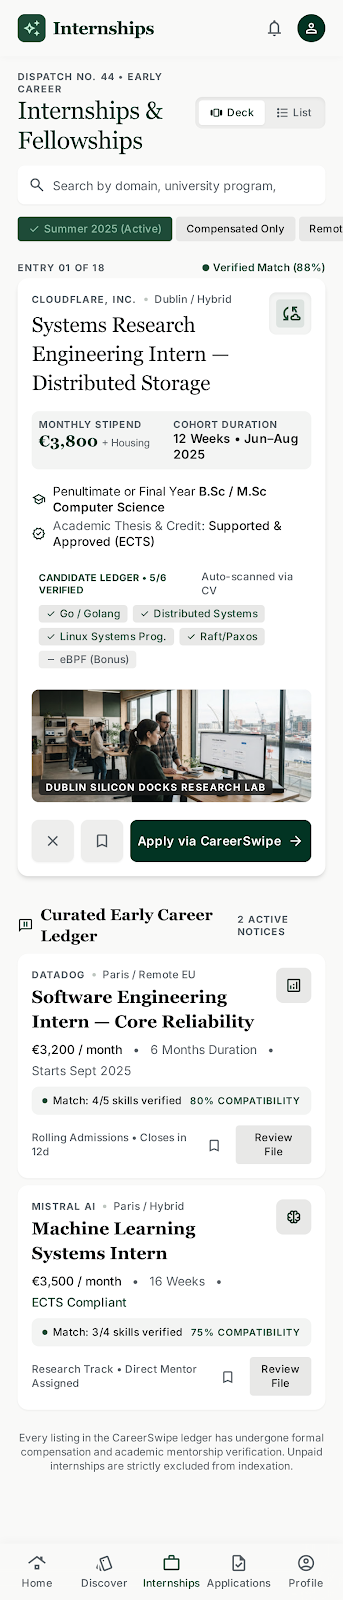 Internships
DISPATCH NO. 44 • EARLY
CAREER
Internships &
Fellowships
Deck
List
Search by domain, university program,
Summer 2025 (Active)
Compensated Only
Remot
ENTRY 01 OF 18
Verified Match (88%)
CLOUDFLARE, INC. • Dublin / Hybrid
Systems Research
Engineering Intern —
Distributed Storage
MONTHLY STIPEND
€3,800 + Housing
COHORT DURATION
12 Weeks • Jun–Aug
2025
Penultimate or Final Year B.Sc / M.Sc
Computer Science
Academic Thesis & Credit: Supported &
Approved (ECTS)
CANDIDATE LEDGER • 5/6
VERIFIED
Auto-scanned via
CV
Go / Golang
Distributed Systems
Linux Systems Prog.
Raft/Paxos
eBPF (Bonus)
DUBLIN SILICON DOCKS RESEARCH LAB
Apply via CareerSwipe →
Curated Early Career
Ledger
2 ACTIVE
NOTICES
DATADOG • Paris / Remote EU
Software Engineering
Intern — Core Reliability
€3,200 / month • 6 Months Duration •
Starts Sept 2025
Match: 4/5 skills verified
80% COMPATIBILITY
Rolling Admissions • Closes in
12d
Review
File
MISTRAL AI • Paris / Hybrid
Machine Learning
Systems Intern
€3,500 / month • 16 Weeks •
ECTS Compliant
Match: 3/4 skills verified
75% COMPATIBILITY
Research Track • Direct Mentor
Assigned
Review
File
Every listing in the CareerSwipe ledger has undergone formal
compensation and academic mentorship verification. Unpaid
internships are strictly excluded from indexation.
Home
Discover
Internships
Applications
Profile